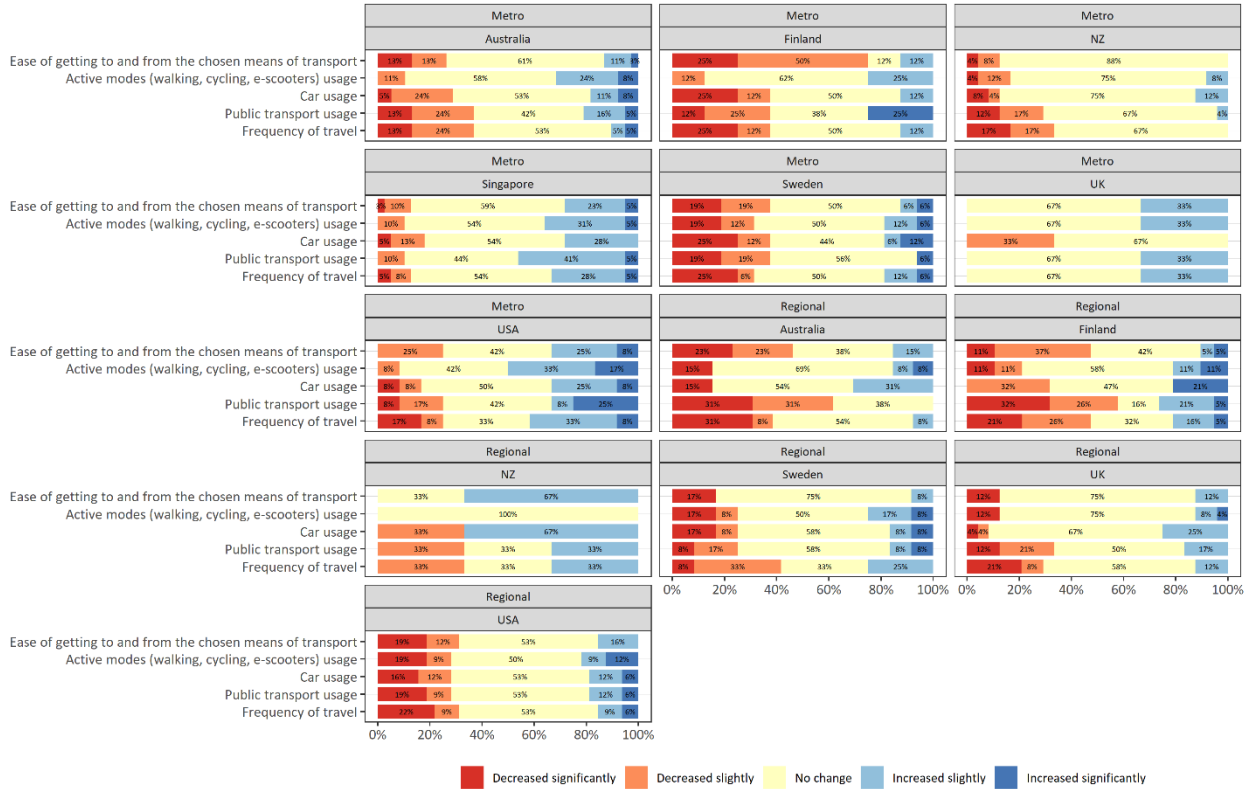 Metro Metro Metro
Australia Finland NZ
Ease of getting to and from the chosen means of transport 13% 13% 61% 11% 3% 25% 50% 12% 12% 4% 8% 88%
Active modes (walking, cycling, e-scooters) usage 11% 58% 24% 8% 12% 62% 25% 4% 12% 75% 8%
Car usage 5% 24% 53% 11% 8% 25% 12% 50% 12% 8% 4% 75% 12%
Public transport usage 13% 24% 42% 16% 5% 12% 25% 38% 25% 12% 17% 67% 4%
Frequency of travel 13% 24% 53% 5% 5% 25% 12% 50% 12% 17% 17% 67%
Metro Metro Metro
Singapore Sweden UK
Ease of getting to and from the chosen means of transport 3% 10% 59% 23% 5% 19% 19% 50% 6% 6% 67% 33%
Active modes (walking, cycling, e-scooters) usage 10% 54% 31% 5% 19% 12% 50% 12% 6% 67% 33%
Car usage 5% 13% 54% 28% 25% 12% 44% 6% 12% 33% 67%
Public transport usage 10% 44% 41% 5% 19% 19% 56% 6% 67% 33%
Frequency of travel 5% 8% 54% 28% 5% 25% 6% 50% 12% 6% 67% 33%
Metro Regional Regional
USA Australia Finland
Ease of getting to and from the chosen means of transport 25% 42% 25% 8% 23% 23% 38% 15% 11% 37% 42% 5% 5%
Active modes (walking, cycling, e-scooters) usage 8% 42% 33% 17% 15% 69% 8% 8% 11% 11% 58% 11% 11%
Car usage 8% 8% 50% 25% 8% 15% 54% 31% 32% 47% 21%
Public transport usage 8% 17% 42% 8% 25% 31% 31% 38% 32% 26% 16% 21% 5%
Frequency of travel 17% 8% 33% 33% 8% 31% 8% 54% 8% 21% 26% 32% 16% 5%
Regional Regional Regional
NZ Sweden UK
Ease of getting to and from the chosen means of transport 33% 67% 17% 75% 8% 12% 75% 12%
Active modes (walking, cycling, e-scooters) usage 100% 17% 8% 50% 17% 8% 12% 75% 8% 4%
Car usage 33% 67% 17% 8% 58% 8% 8% 4% 4% 67% 25%
Public transport usage 33% 33% 33% 8% 17% 58% 8% 8% 12% 21% 50% 17%
Frequency of travel 33% 33% 33% 8% 33% 33% 25% 21% 8% 58% 12%
0% 20% 40% 60% 80% 100% 0% 20% 40% 60% 80% 100%
Regional
USA
Ease of getting to and from the chosen means of transport 19% 12% 53% 16%
Active modes (walking, cycling, e-scooters) usage 19% 9% 50% 9% 12%
Car usage 16% 12% 53% 12% 6%
Public transport usage 19% 9% 53% 12% 6%
Frequency of travel 22% 9% 53% 9% 6%
0% 20% 40% 60% 80% 100%
Decreased significantly Decreased slightly No change Increased slightly Increased significantly